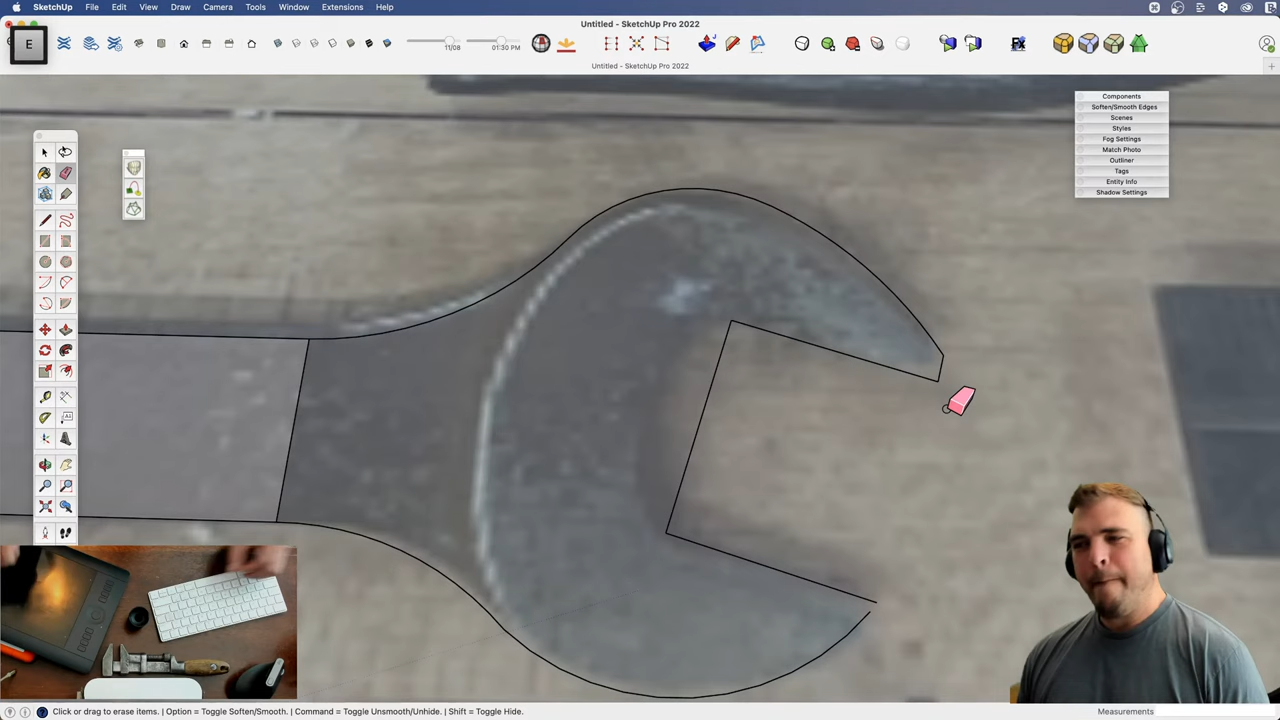 SketchUp File Edit View Draw Camera Tools Window Extensions Help
Untitled - SketchUp Pro 2022
E
11/08 01:30 PM
Untitled - SketchUp Pro 2022
Components
Soften/Smooth Edges
Scenes
Styles
Fog Settings
Match Photo
Outliner
Tags
Entity Info
Shadow Settings
Click or drag to erase items. | Option = Toggle Soften/Smooth. | Command = Toggle Unsmooth/Unhide. | Shift = Toggle Hide.
Measurements